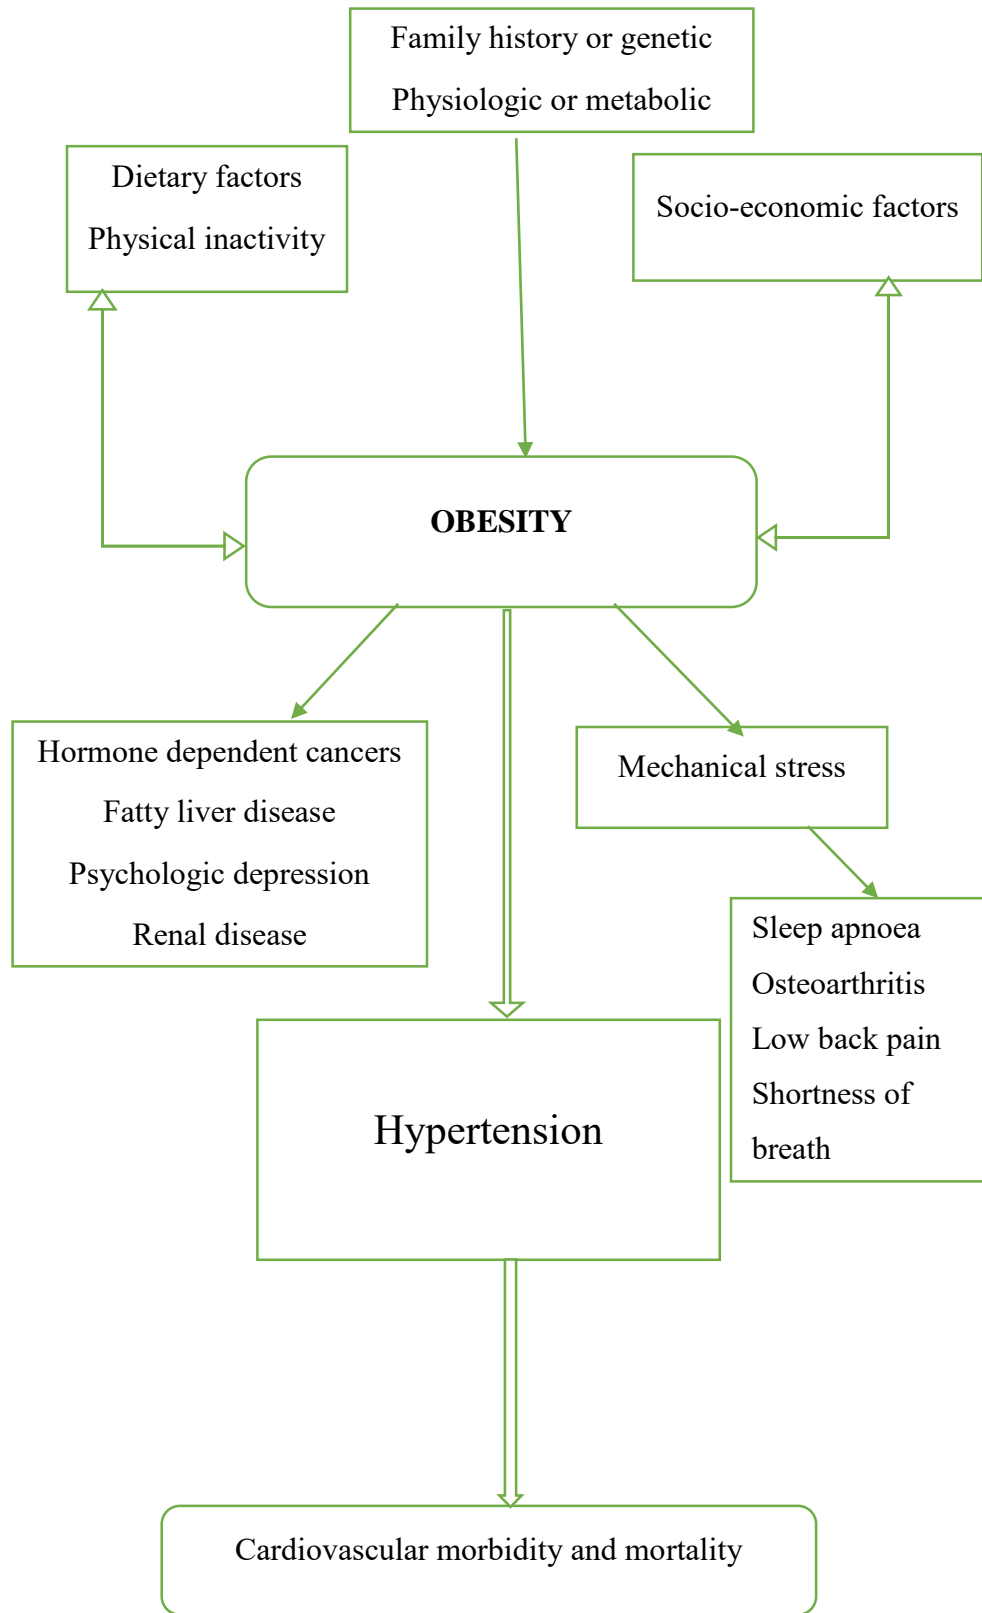 Family history or genetic
Physiologic or metabolic
Dietary factors
Physical inactivity
Socio-economic factors
OBESITY
Hormone dependent cancers
Fatty liver disease
Psychologic depression
Renal disease
Mechanical stress
Sleep apnoea
Osteoarthritis
Low back pain
Shortness of
breath
Hypertension
Cardiovascular morbidity and mortality